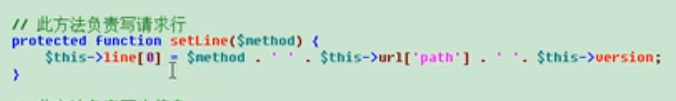 // 此方法负责写请求行
protected function setLine($method) {
$this->line[0] = $method . ' ' . $this->url['path'] . ' '. $this->version;
}